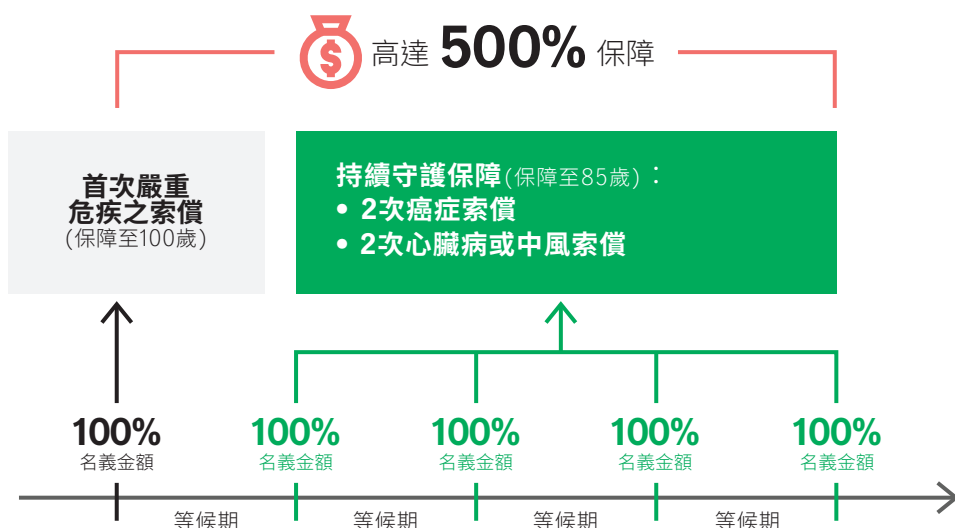 高達 500% 保障
首次嚴重
危疾之索償
(保障至100歲)
持續守護保障(保障至85歲)：
• 2次癌症索償
• 2次心臟病或中風索償
100% 100% 100% 100% 100%
名義金額 名義金額 名義金額 名義金額 名義金額
等候期 等候期 等候期 等候期